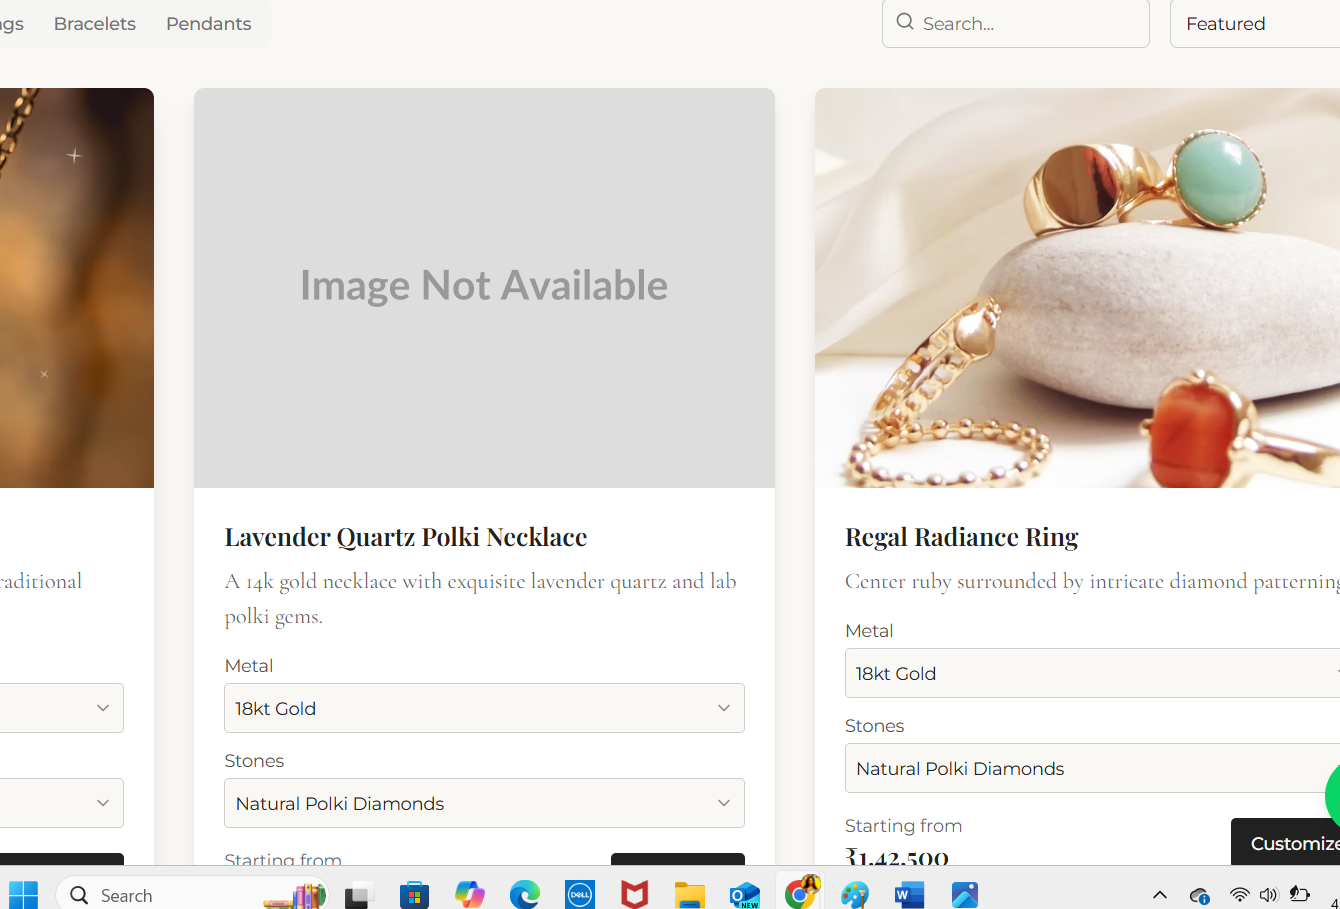 Bracelets Pendants Search... Featured
Image Not Available
Lavender Quartz Polki Necklace
A 14k gold necklace with exquisite lavender quartz and lab
polki gems.
Metal
18kt Gold
Stones
Natural Polki Diamonds
Starting from
Regal Radiance Ring
Center ruby surrounded by intricate diamond patterning
Metal
18kt Gold
Stones
Natural Polki Diamonds
Starting from
₹1,42,500
Customize
Search
DELL
NEW